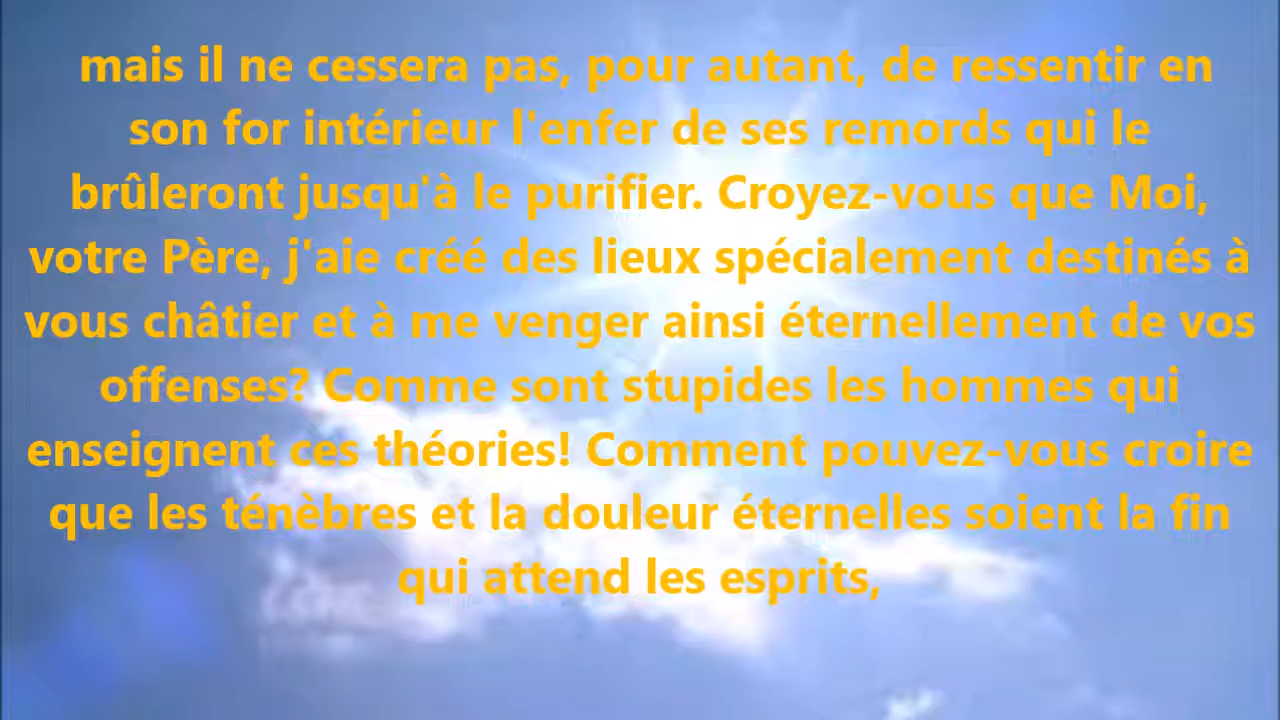 mais il ne cessera pas, pour autant, de ressentir en
son for intérieur l'enfer de ses remords qui le
brûleront jusqu'à le purifier. Croyez-vous que Moi,
votre Père, j'aie créé des lieux spécialement destinés à
vous châtier et à me venger ainsi éternellement de vos
offenses? Comme sont stupides les hommes qui
enseignent ces théories! Comment pouvez-vous croire
que les ténèbres et la douleur éternelles soient la fin
qui attend les esprits,